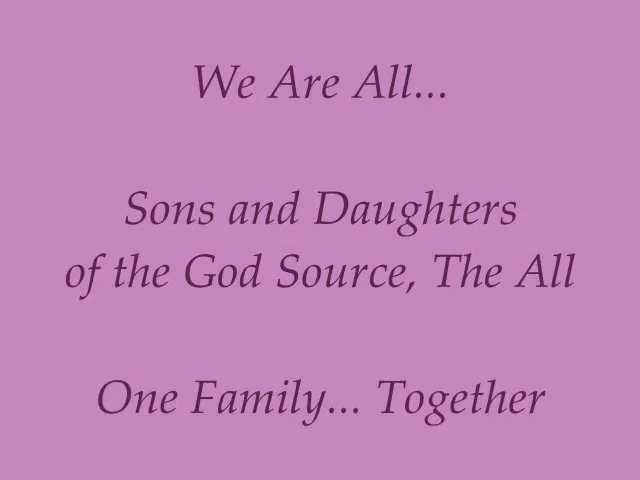 We Are All...
Sons and Daughters
of the God Source, The All
One Family... Together